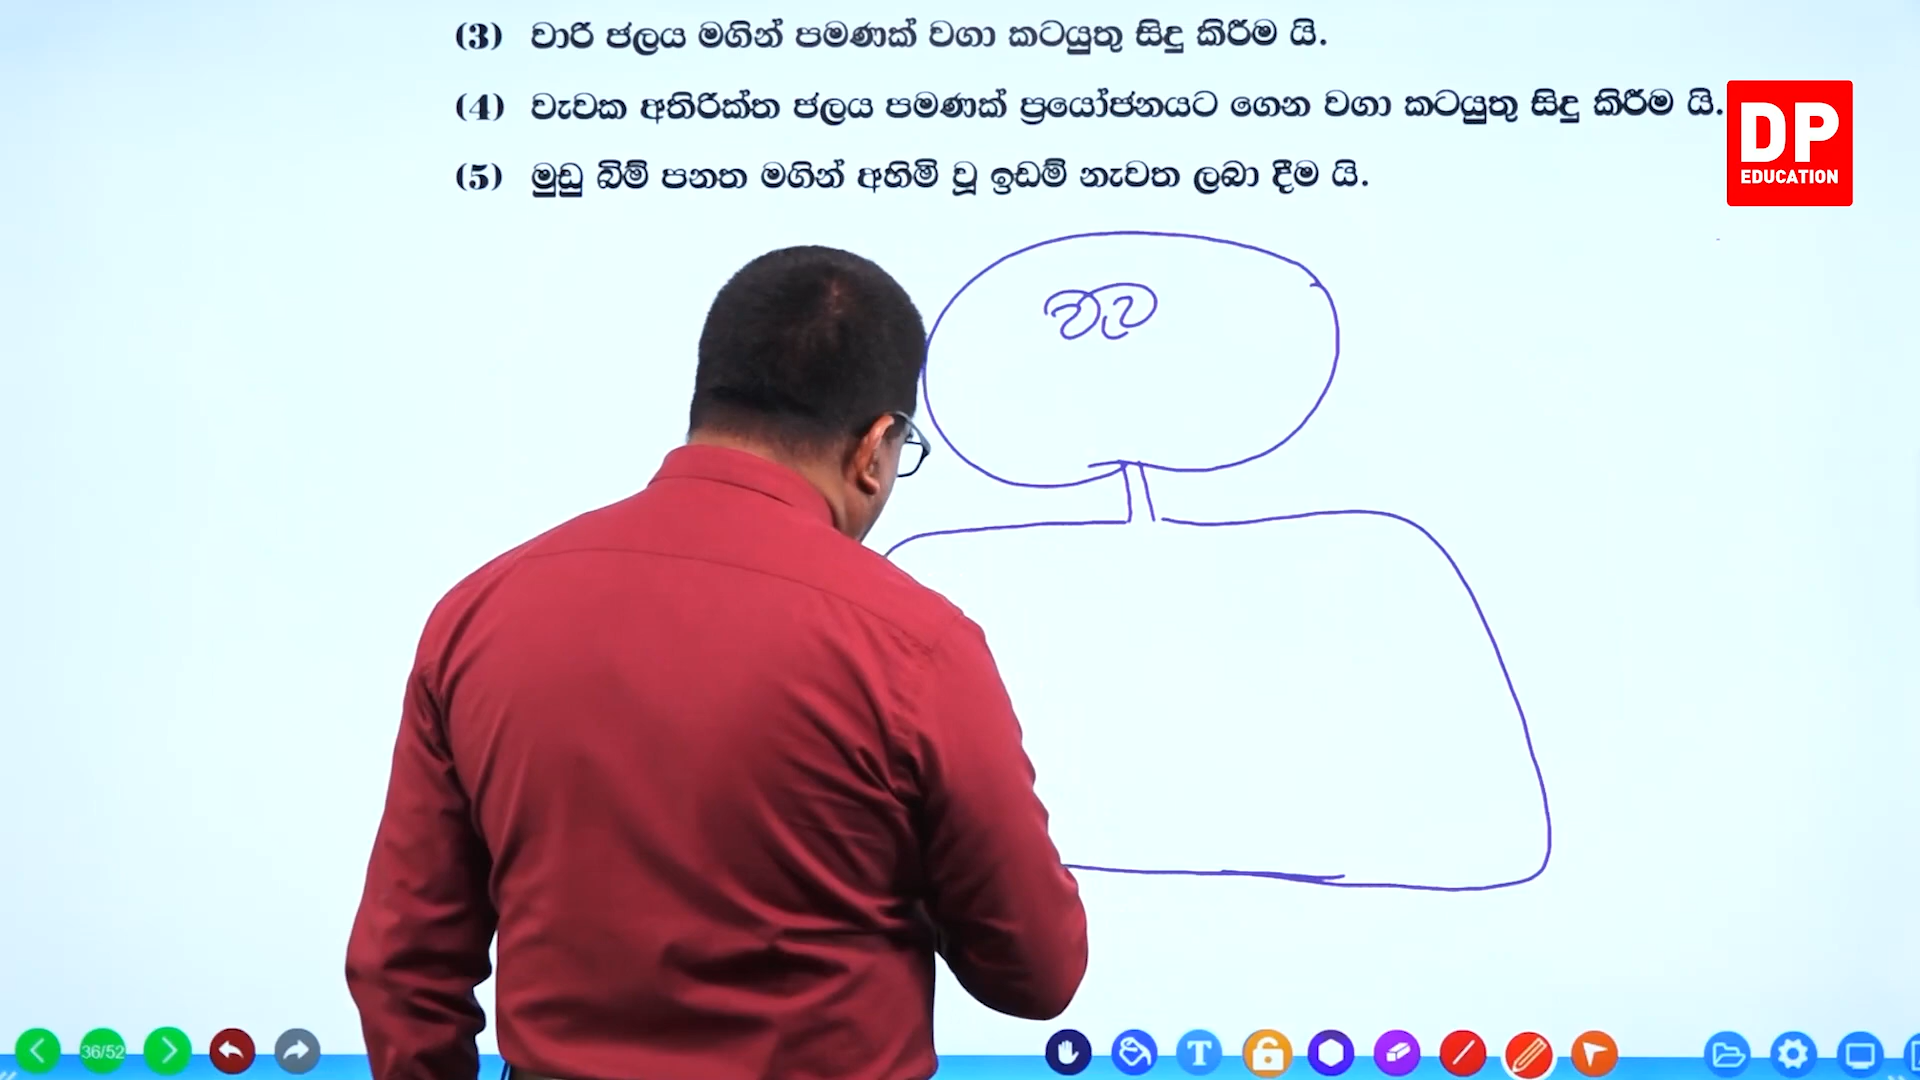 (3) වාරි ජලය මගින් පමණක් වගා කටයුතු සිදු කිරීම යි.
(4) වැවක අතිරික්ත ජලය පමණක් ප්‍රයෝජනයට ගෙන වගා කටයුතු සිදු කිරීම යි.
(5) මුඩු බිම් පනත මගින් අහිමි වූ ඉඩම් නැවත ලබා දීම යි.
DP
EDUCATION
වැව
36/52
T